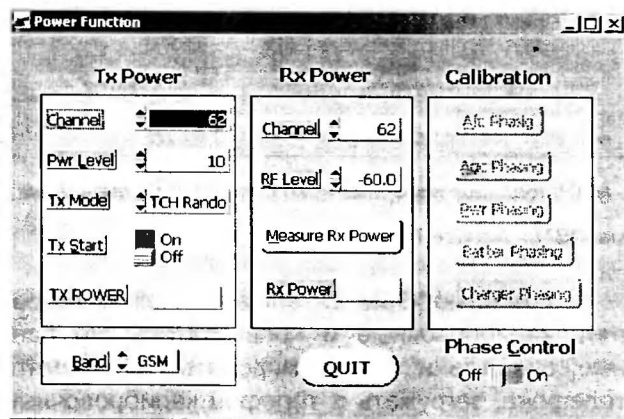 Power Function
Tx Power
Channel 62
Pwr Level 10
Tx Mode TCH Rando
Tx Start On
Off
TX POWER
Band GSM
Rx Power
Channel 62
RF Level -60.0
Measure Rx Power
Rx Power
QUIT
Calibration
Afc Phasig
Agc Phasing
Pwr Phasing
Batter Phasing
Charger Phasing
Phase Control
Off On